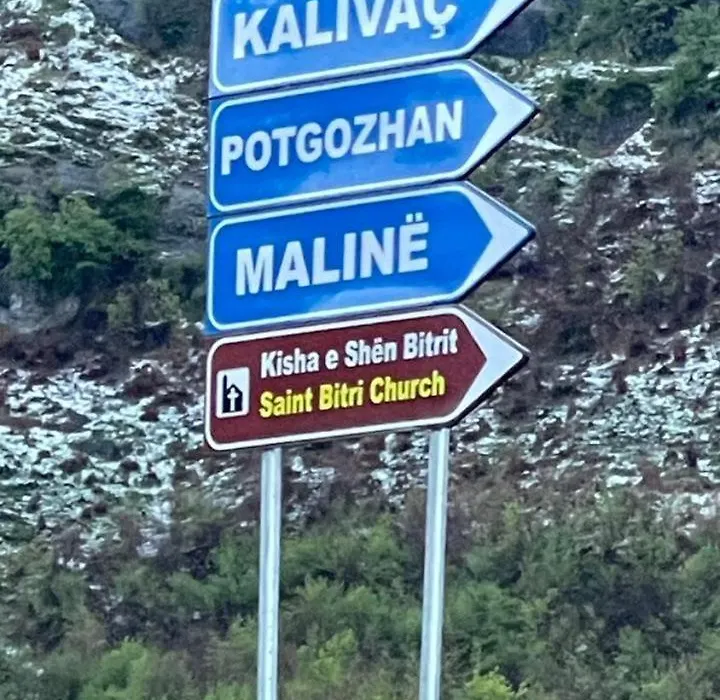 KALIVAÇ
POTGOZHAN
MALINË
Kisha e Shën Bitrit
Saint Bitri Church